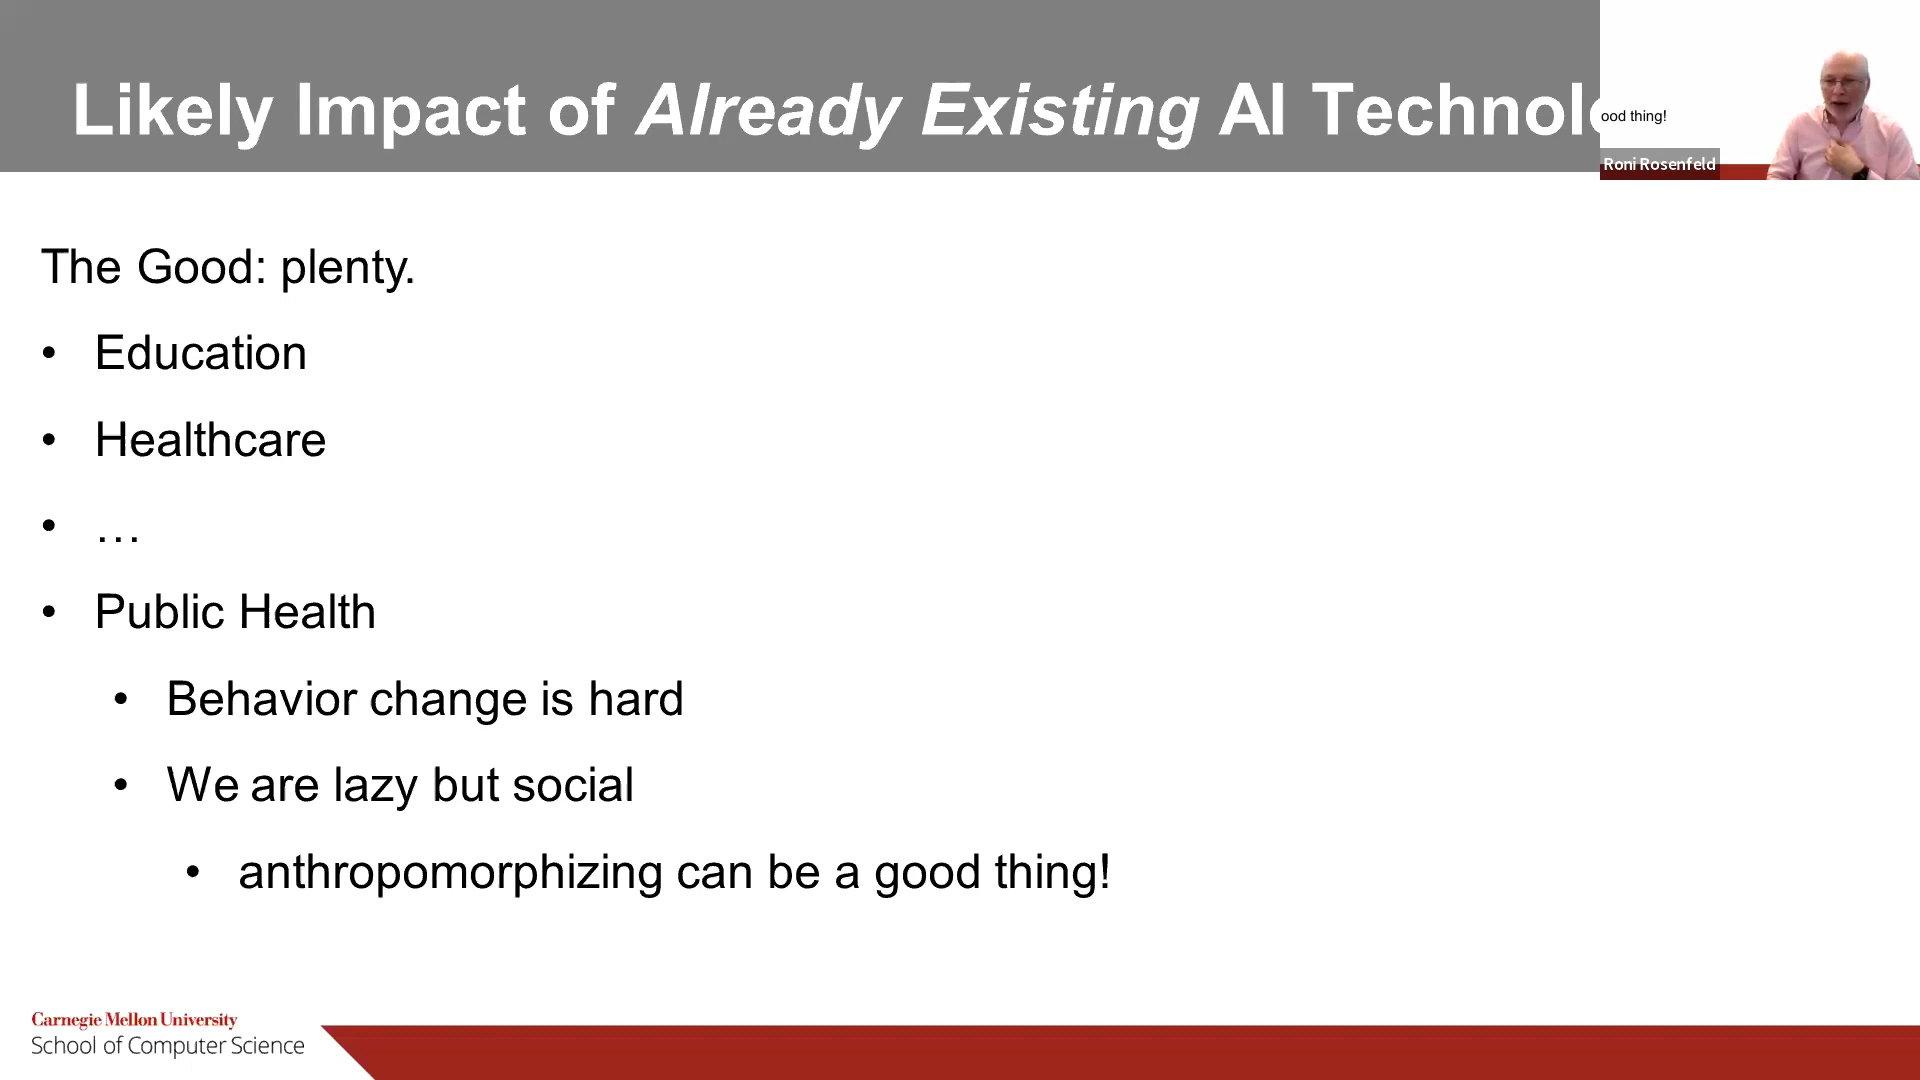 Likely Impact of Already Existing AI Technol
ood thing!
Roni Rosenfeld
The Good: plenty.
• Education
• Healthcare
• …
• Public Health
• Behavior change is hard
• We are lazy but social
• anthropomorphizing can be a good thing!
Carnegie Mellon University
School of Computer Science